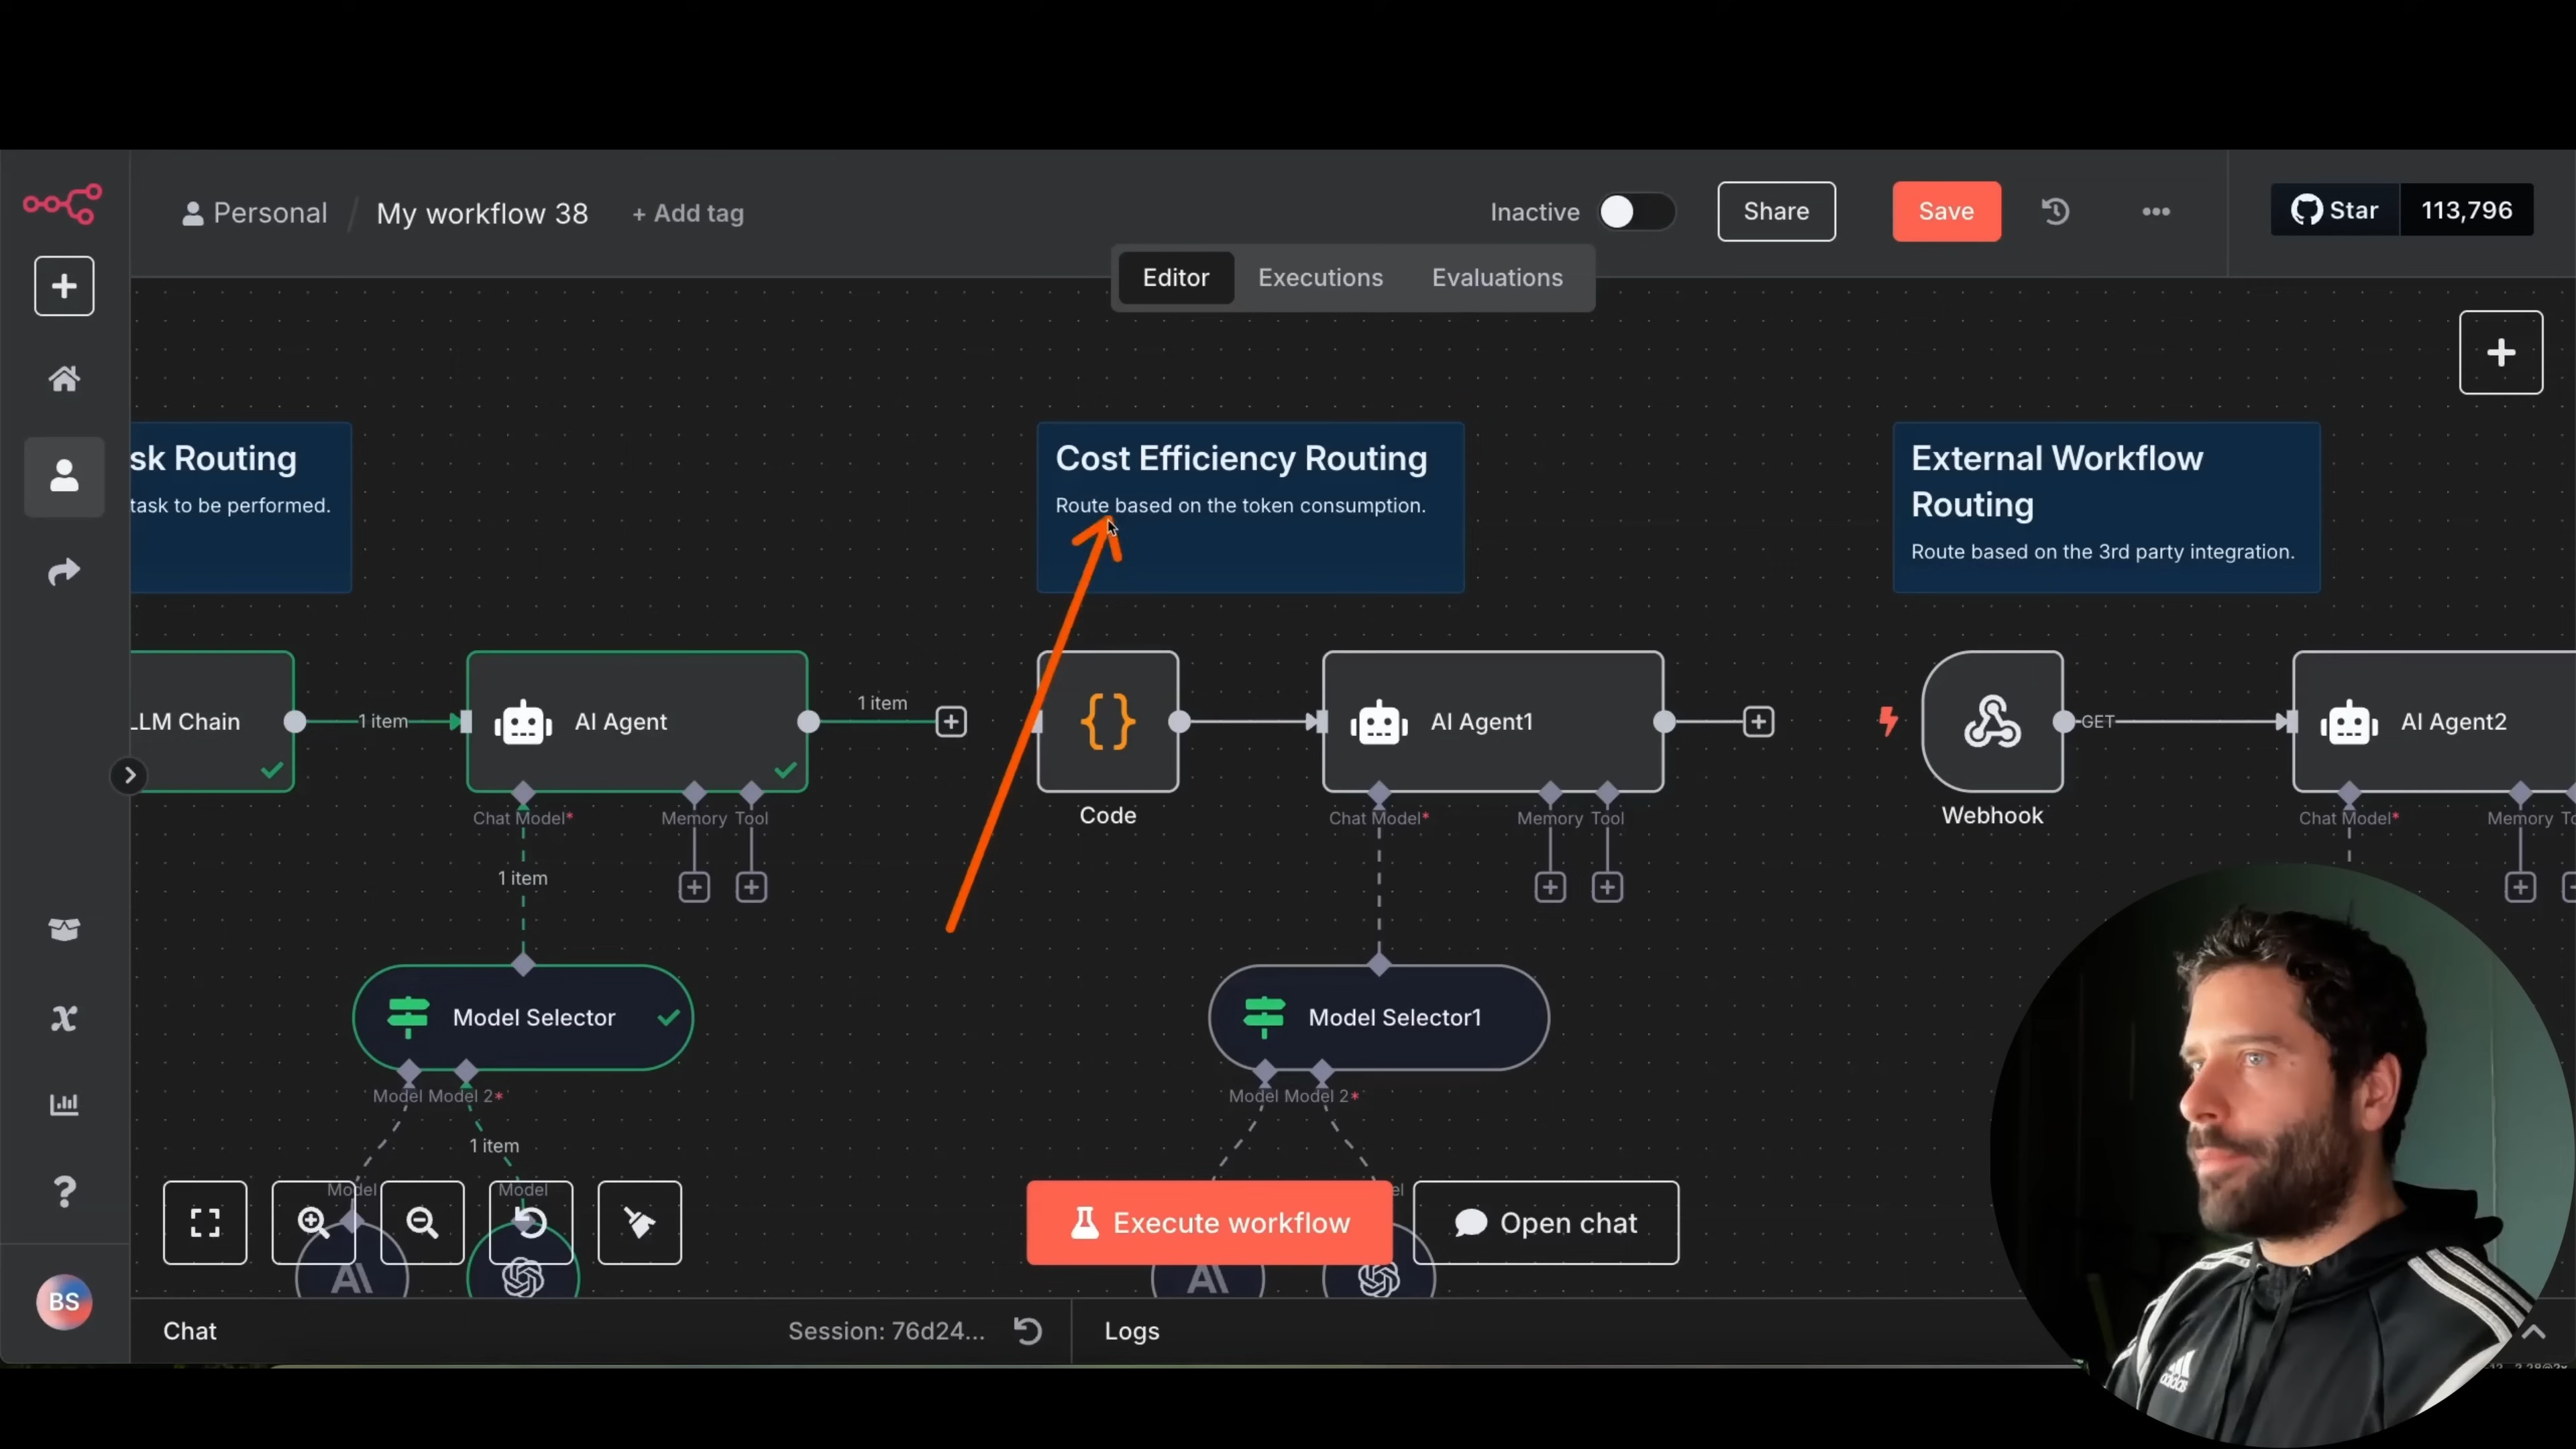 Personal / My workflow 38 + Add tag
Inactive
Share
Save
Star 113,796
Editor Executions Evaluations
sk Routing
task to be performed.
Cost Efficiency Routing
Route based on the token consumption.
External Workflow
Routing
Route based on the 3rd party integration.
LLM Chain
1 item
AI Agent
1 item
Chat Model*
Memory
Tool
1 item
Model Selector
Model
Model 2*
1 item
Model
Model
{}
Code
AI Agent1
Chat Model*
Memory
Tool
Model Selector1
Model
Model 2*
el
Webhook
GET
AI Agent2
Chat Model*
Memory
Execute workflow
Open chat
BS
Chat
Session: 76d24...
Logs
adidas